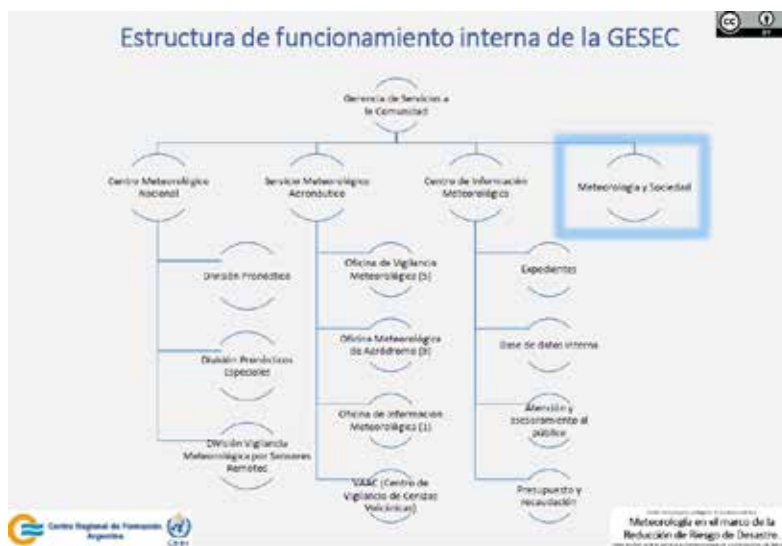 Estructura de funcionamiento interna de la GESEC
Gerencia de Servicios a
la Comunidad
Centro Meteorológico
Nacional
Servicio Meteorológico
Aeronáutico
Centro de Información
Meteorológica
Meteorología y Sociedad
División Pronóstico
División Pronósticos
Especiales
División Vigilancia
Meteorológica por Sensores
Remotos
Oficina de Vigilancia
Meteorológica (5)
Oficina Meteorológica
de Aeródromo
Oficina de Información
Meteorológica (1)
VAAC (Centro de
Vigilancia de Cenizas
Volcánicas)
Expedientes
Base de datos interna
Atención y
asesoramiento al
público
Presupuesto y
recaudación
Centro Regional de Formación
Argentina
Meteorología en el marco de la
Reducción de Riesgo de Desastre
cc
BY